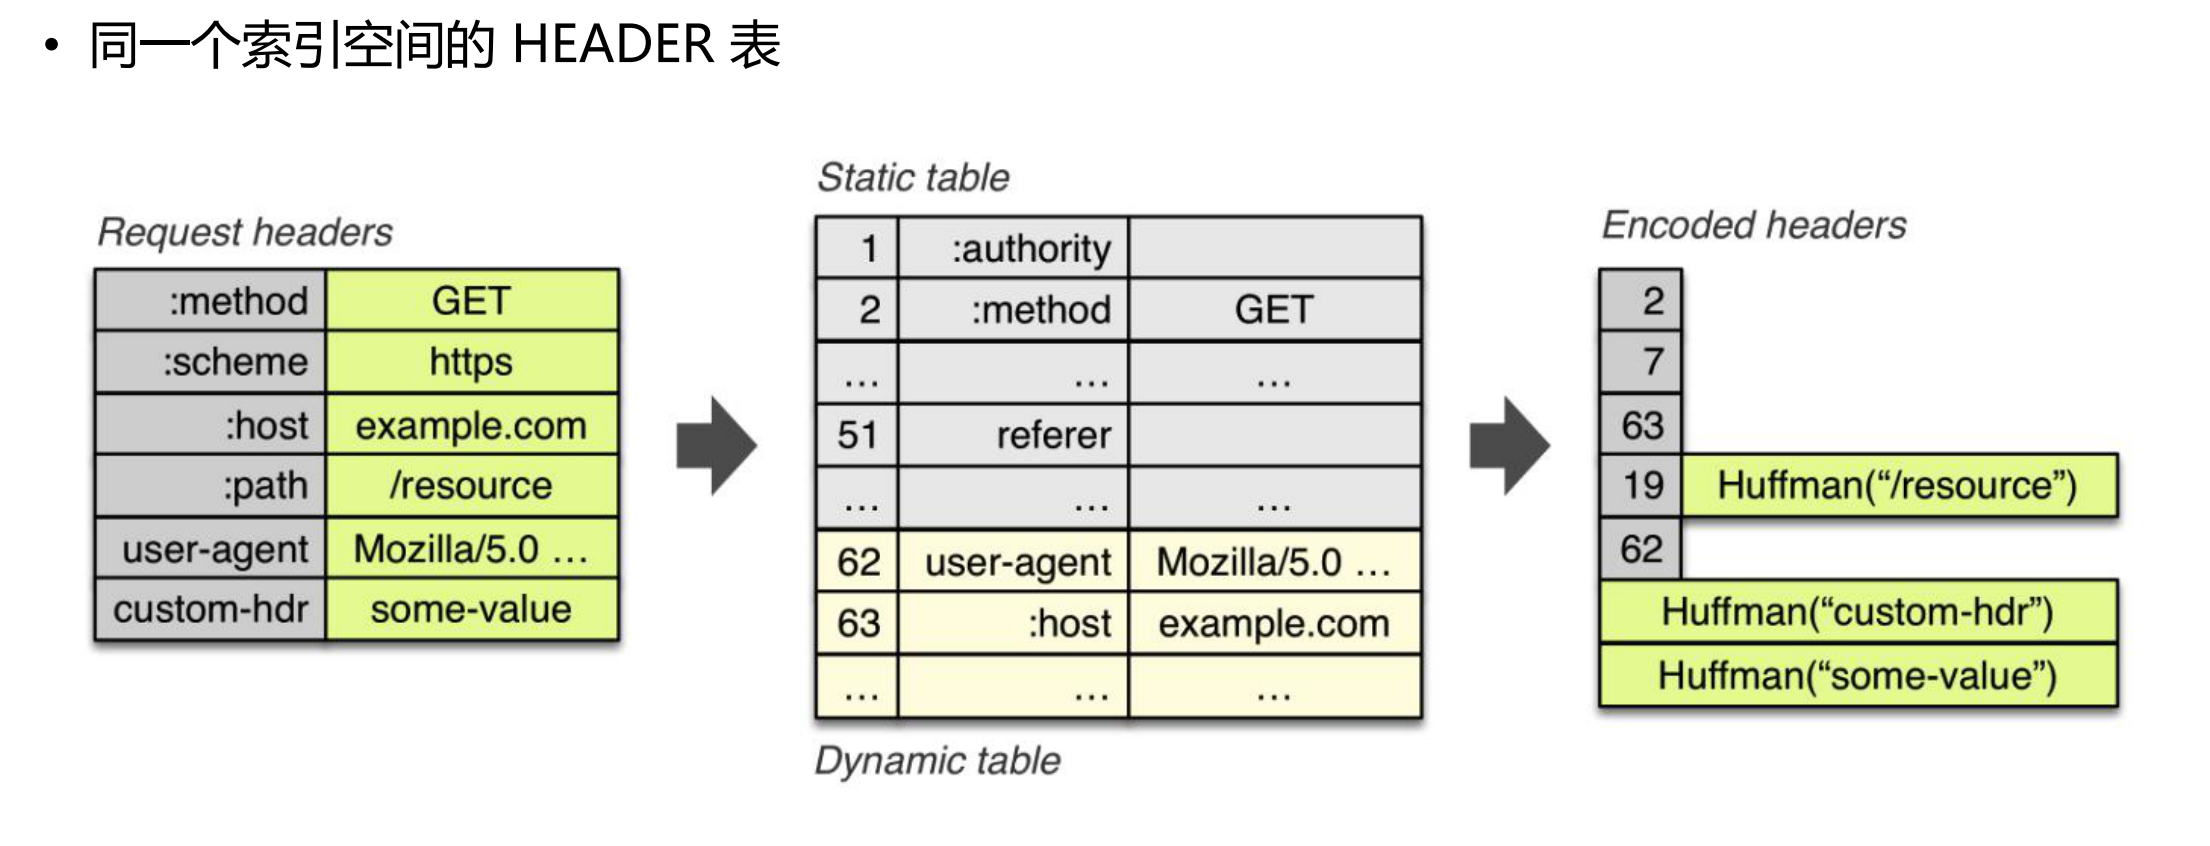 • 同一个索引空间的 HEADER 表
Request headers
:method GET
:scheme https
:host example.com
:path /resource
user-agent Mozilla/5.0 …
custom-hdr some-value
Static table
1 :authority
2 :method GET
… … …
51 referer
… … …
62 user-agent Mozilla/5.0 …
63 :host example.com
… … …
Dynamic table
Encoded headers
2
7
63
19 Huffman(“/resource”)
62
Huffman(“custom-hdr”)
Huffman(“some-value”)